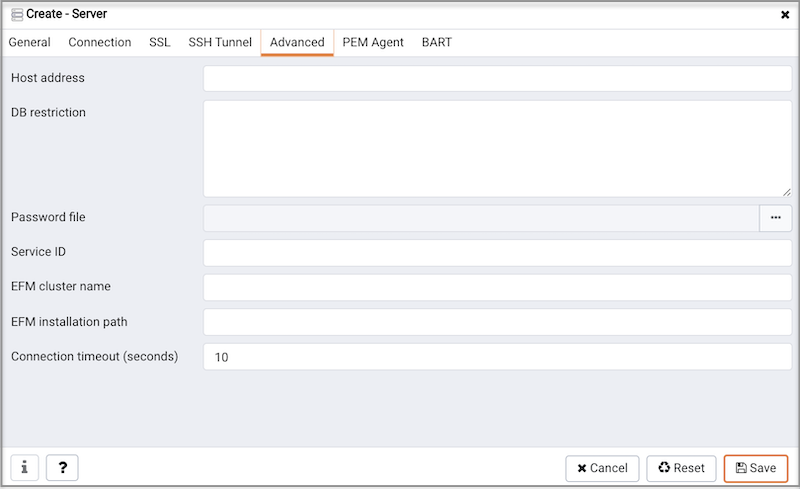 Create - Server
General Connection SSL SSH Tunnel Advanced PEM Agent BART
Host address
DB restriction
Password file
Service ID
EFM cluster name
EFM installation path
Connection timeout (seconds) 10
i ? Cancel Reset Save